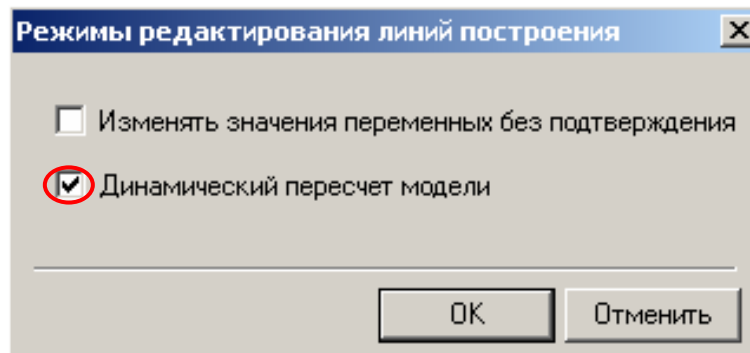 Режимы редактирования линий построения
Изменять значения переменных без подтверждения
Динамический пересчет модели
OK
Отменить